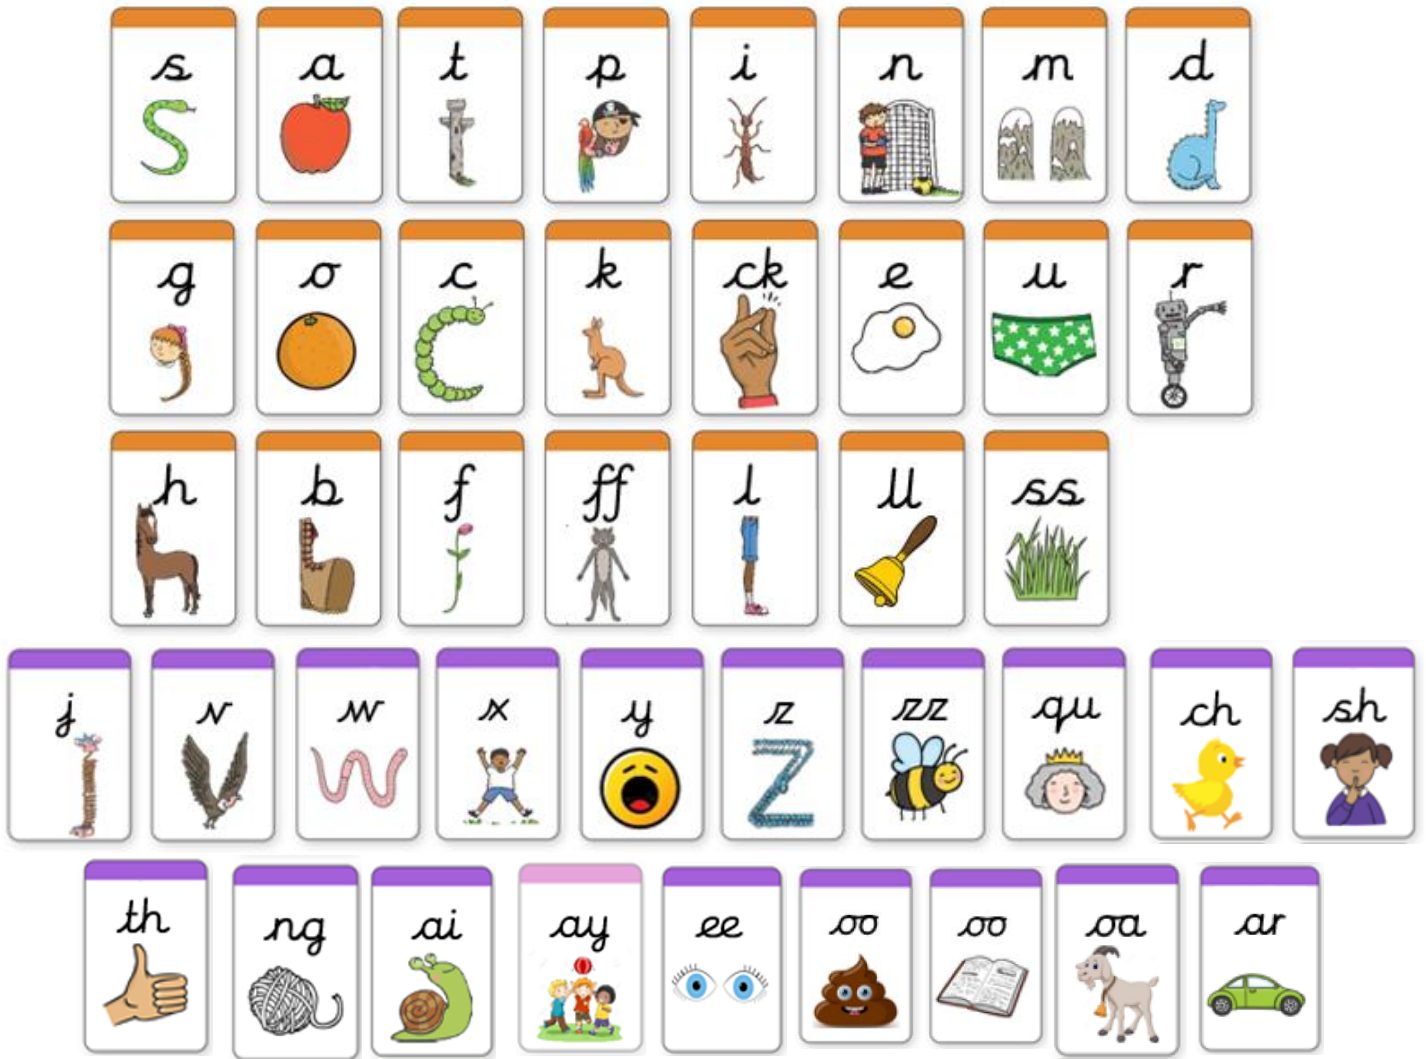 s a t p i n m d
g o c k ck e u r
h b f ff l ll ss
j v w x y z zz qu ch sh
th ng ai ay ee oo oo oa ar